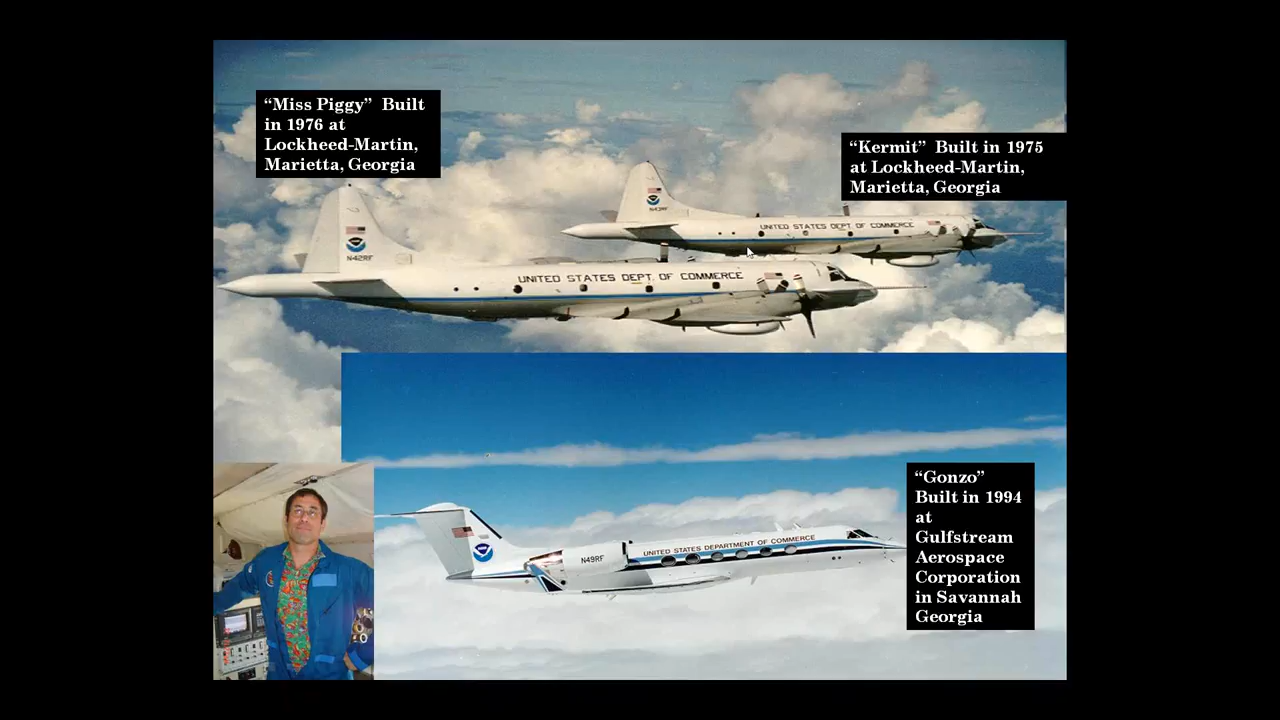 “Miss Piggy” Built
in 1976 at
Lockheed-Martin,
Marietta, Georgia
“Kermit” Built in 1975
at Lockheed-Martin,
Marietta, Georgia
UNITED STATES DEPT. OF COMMERCE
N42RF
UNITED STATES DEPT. OF COMMERCE
“Gonzo”
Built in 1994
at
Gulfstream
Aerospace
Corporation
in Savannah
Georgia
UNITED STATES DEPARTMENT OF COMMERCE
N49RF